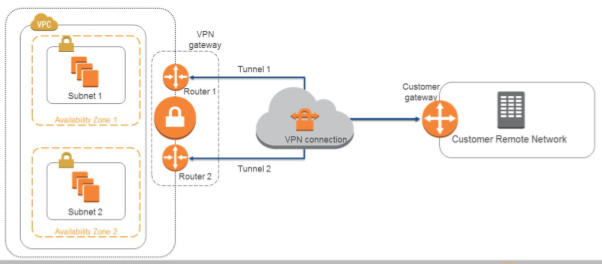 VPC
VPN
gateway
Tunnel 1
Router 1
Subnet 1
Availability Zone 1
Customer
gateway
VPN connection
Customer Remote Network
Router 2
Tunnel 2
Subnet 2
Availability Zone 2